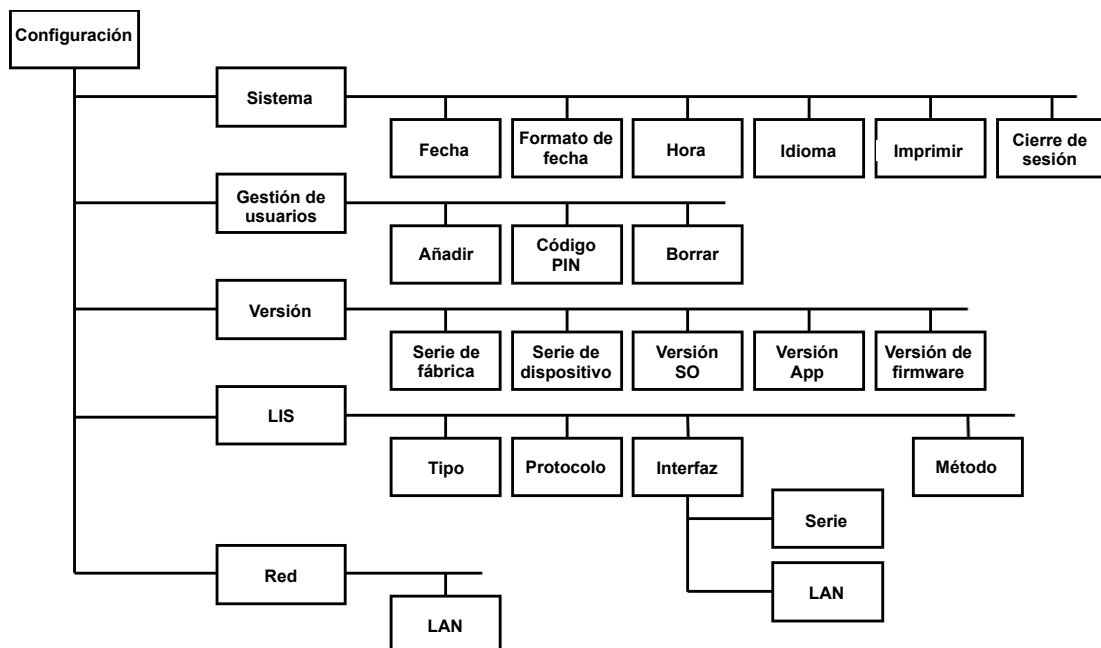 Configuración
Sistema
Fecha
Formato de
fecha
Hora
Idioma
Imprimir
Cierre de
sesión
Gestión de
usuarios
Añadir
Código
PIN
Borrar
Versión
Serie de
fábrica
Serie de
dispositivo
Versión
SO
Versión
App
Versión de
firmware
LIS
Tipo
Protocolo
Interfaz
Método
Serie
LAN
Red
LAN